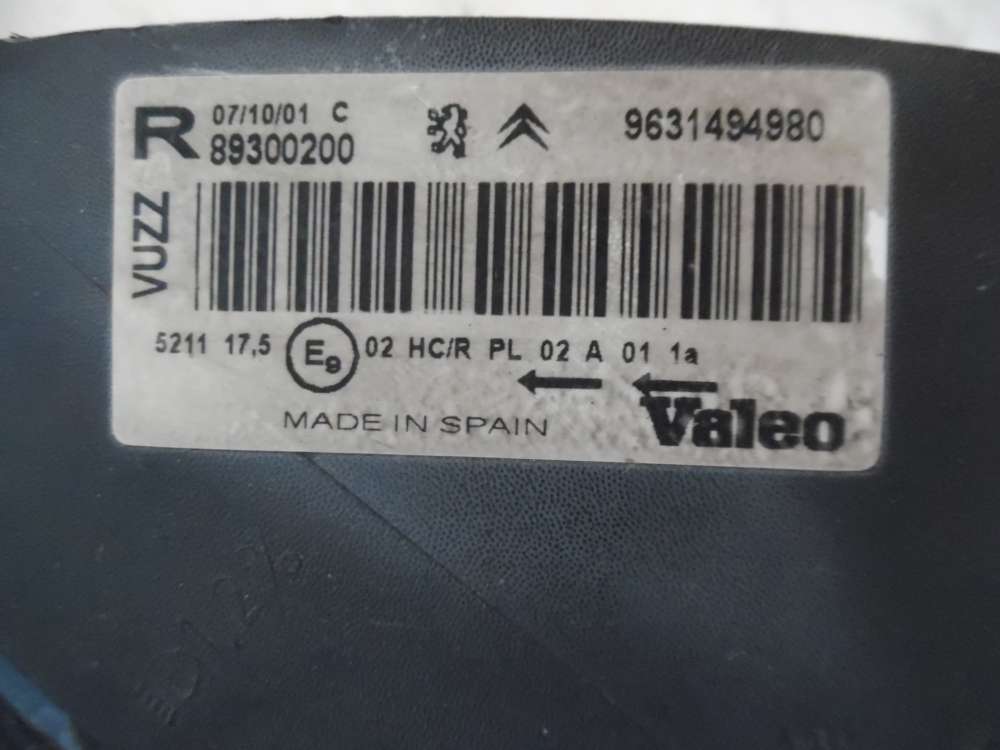 R 07/10/01 C 9631494980
89300200
VUZZ
5211 17,5 E9 02 HC/R PL 02 A 01 1a
MADE IN SPAIN Valeo